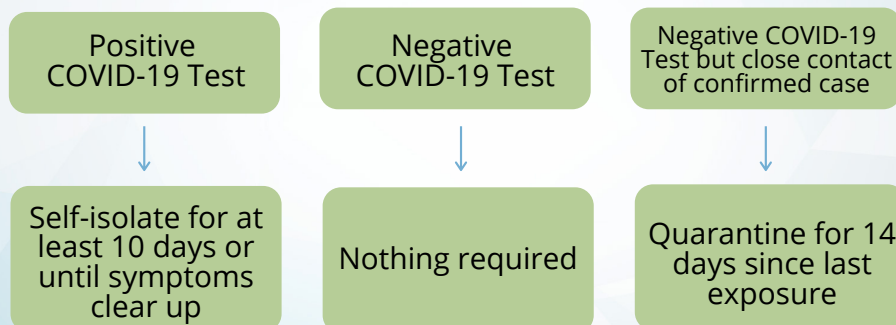 Positive
COVID-19 Test
Negative
COVID-19 Test
Negative COVID-19
Test but close contact
of confirmed case
Self-isolate for at
least 10 days or
until symptoms
clear up
Nothing required
Quarantine for 14
days since last
exposure